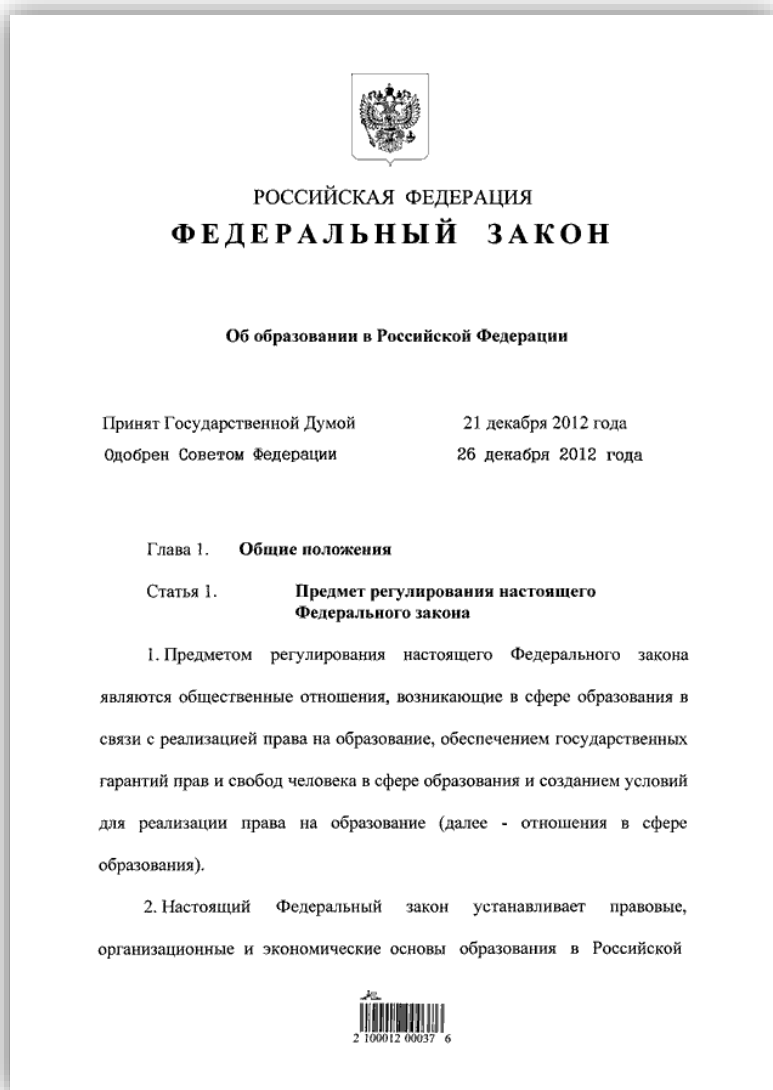 РОССИЙСКАЯ ФЕДЕРАЦИЯ
ФЕДЕРАЛЬНЫЙ ЗАКОН
Об образовании в Российской Федерации
Принят Государственной Думой 21 декабря 2012 года
Одобрен Советом Федерации 26 декабря 2012 года
Глава 1. Общие положения
Статья 1. Предмет регулирования настоящего
Федерального закона
1. Предметом регулирования настоящего Федерального закона
являются общественные отношения, возникающие в сфере образования в
связи с реализацией права на образование, обеспечением государственных
гарантий прав и свобод человека в сфере образования и созданием условий
для реализации права на образование (далее - отношения в сфере
образования).
2. Настоящий Федеральный закон устанавливает правовые,
организационные и экономические основы образования в Российской
2 100012 00037 6